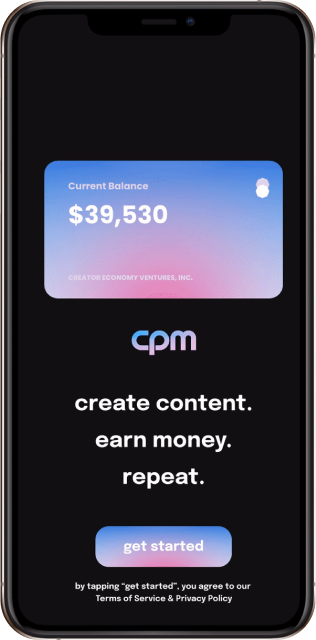 Current Balance
$39,530
CREATOR ECONOMY VENTURES, INC.
cpm
create content.
earn money.
repeat.
get started
by tapping “get started”, you agree to our
Terms of Service & Privacy Policy